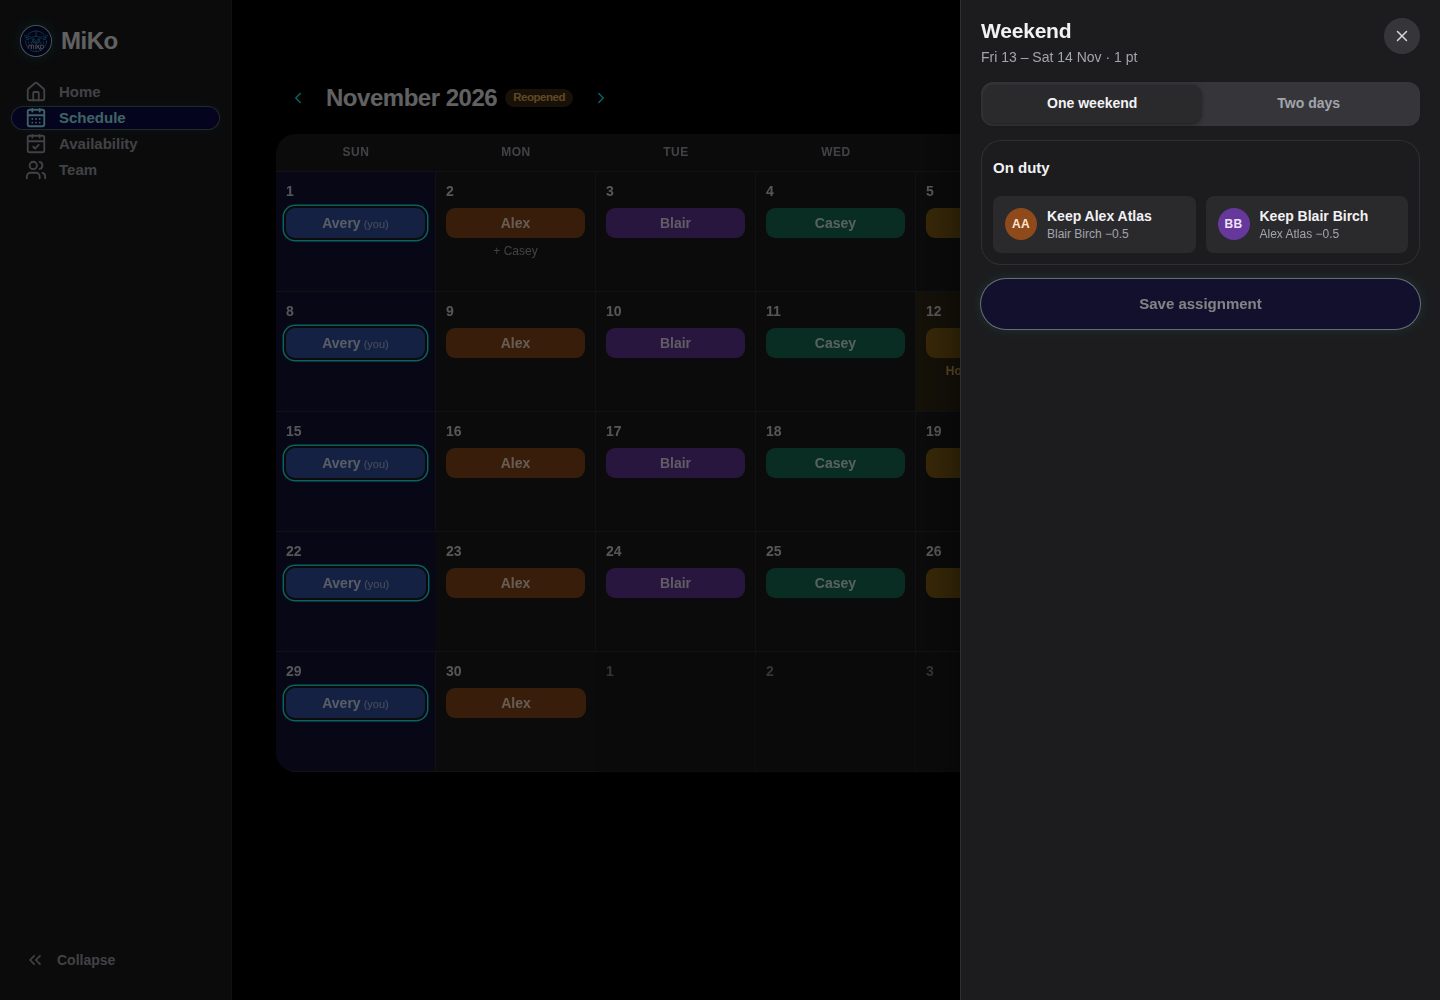 miko
MiKo
Home
Schedule
Availability
Team
Collapse
November 2026
Reopened
SUN
MON
TUE
WED
1
2
3
4
5
Avery (you)
Alex
Blair
Casey
+ Casey
8
9
10
11
12
Avery (you)
Alex
Blair
Casey
Ho
15
16
17
18
19
Avery (you)
Alex
Blair
Casey
22
23
24
25
26
Avery (you)
Alex
Blair
Casey
29
30
1
2
3
Avery (you)
Alex
Weekend
Fri 13 – Sat 14 Nov · 1 pt
One weekend
Two days
On duty
AA
Keep Alex Atlas
Blair Birch −0.5
BB
Keep Blair Birch
Alex Atlas −0.5
Save assignment